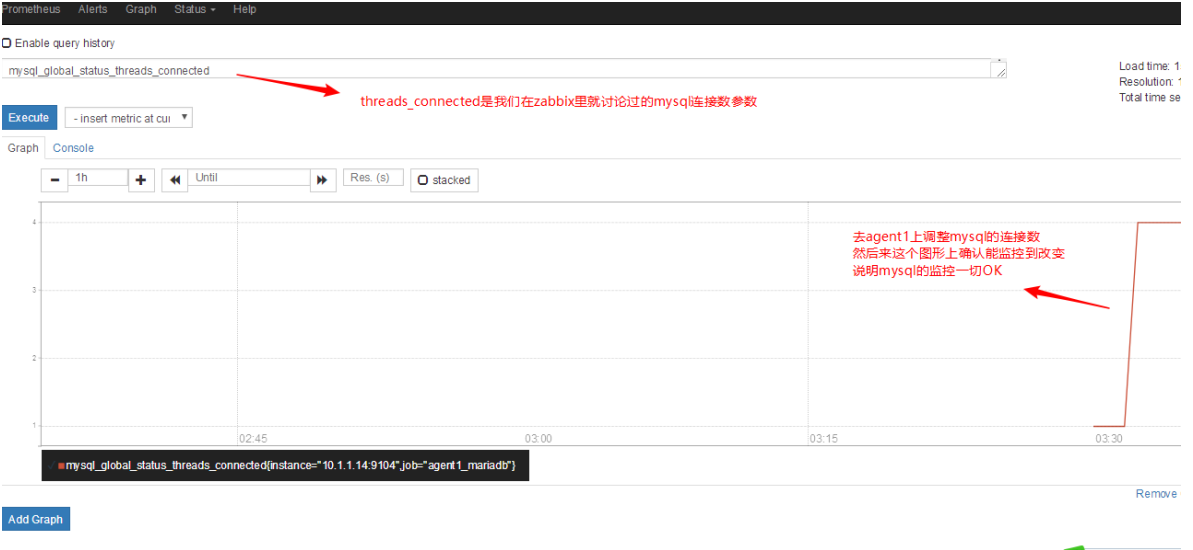 Prometheus Alerts Graph Status Help
Enable query history
mysql_global_status_threads_connected
Load time: 1
Resolution: 1
Total time se
threads_connected是我们在zabbix里就讨论过的mysql连接数参数
Execute - insert metric at cui
Graph Console
1h Until Res. (s) stacked
4
去agent1上调整mysql的连接数
然后来这个图形上确认能监控到改变
说明mysql的监控一切OK
3
2
1
02:45 03:00 03:15 03:30
mysql_global_status_threads_connected{instance="10.1.1.14:9104",job="agent1_mariadb"}
Remove
Add Graph